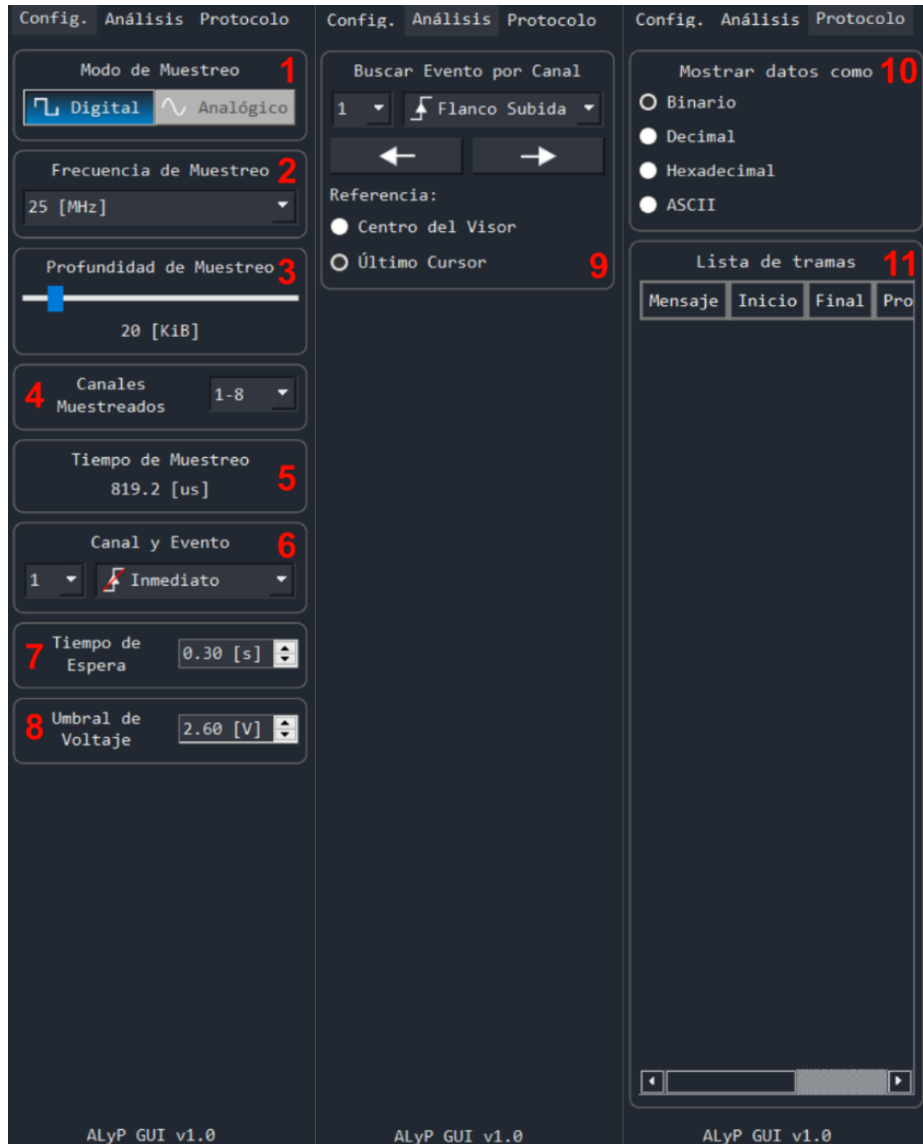 Config. Análisis Protocolo
Modo de Muestreo 1
Digital Analógico
Frecuencia de Muestreo 2
25 [MHz]
Profundidad de Muestreo 3
20 [KiB]
4 Canales
Muestreados
1-8
Tiempo de Muestreo
819.2 [us] 5
Canal y Evento 6
1 Inmediato
7 Tiempo de
Espera
0.30 [s]
8 Umbral de
Voltaje
2.60 [V]
ALyP GUI v1.0
Config. Análisis Protocolo
Buscar Evento por Canal
1 Flanco Subida
Referencia:
Centro del Visor
Último Cursor 9
ALyP GUI v1.0
Config. Análisis Protocolo
Mostrar datos como 10
Binario
Decimal
Hexadecimal
ASCII
Lista de tramas 11
Mensaje Inicio Final Pro
ALyP GUI v1.0